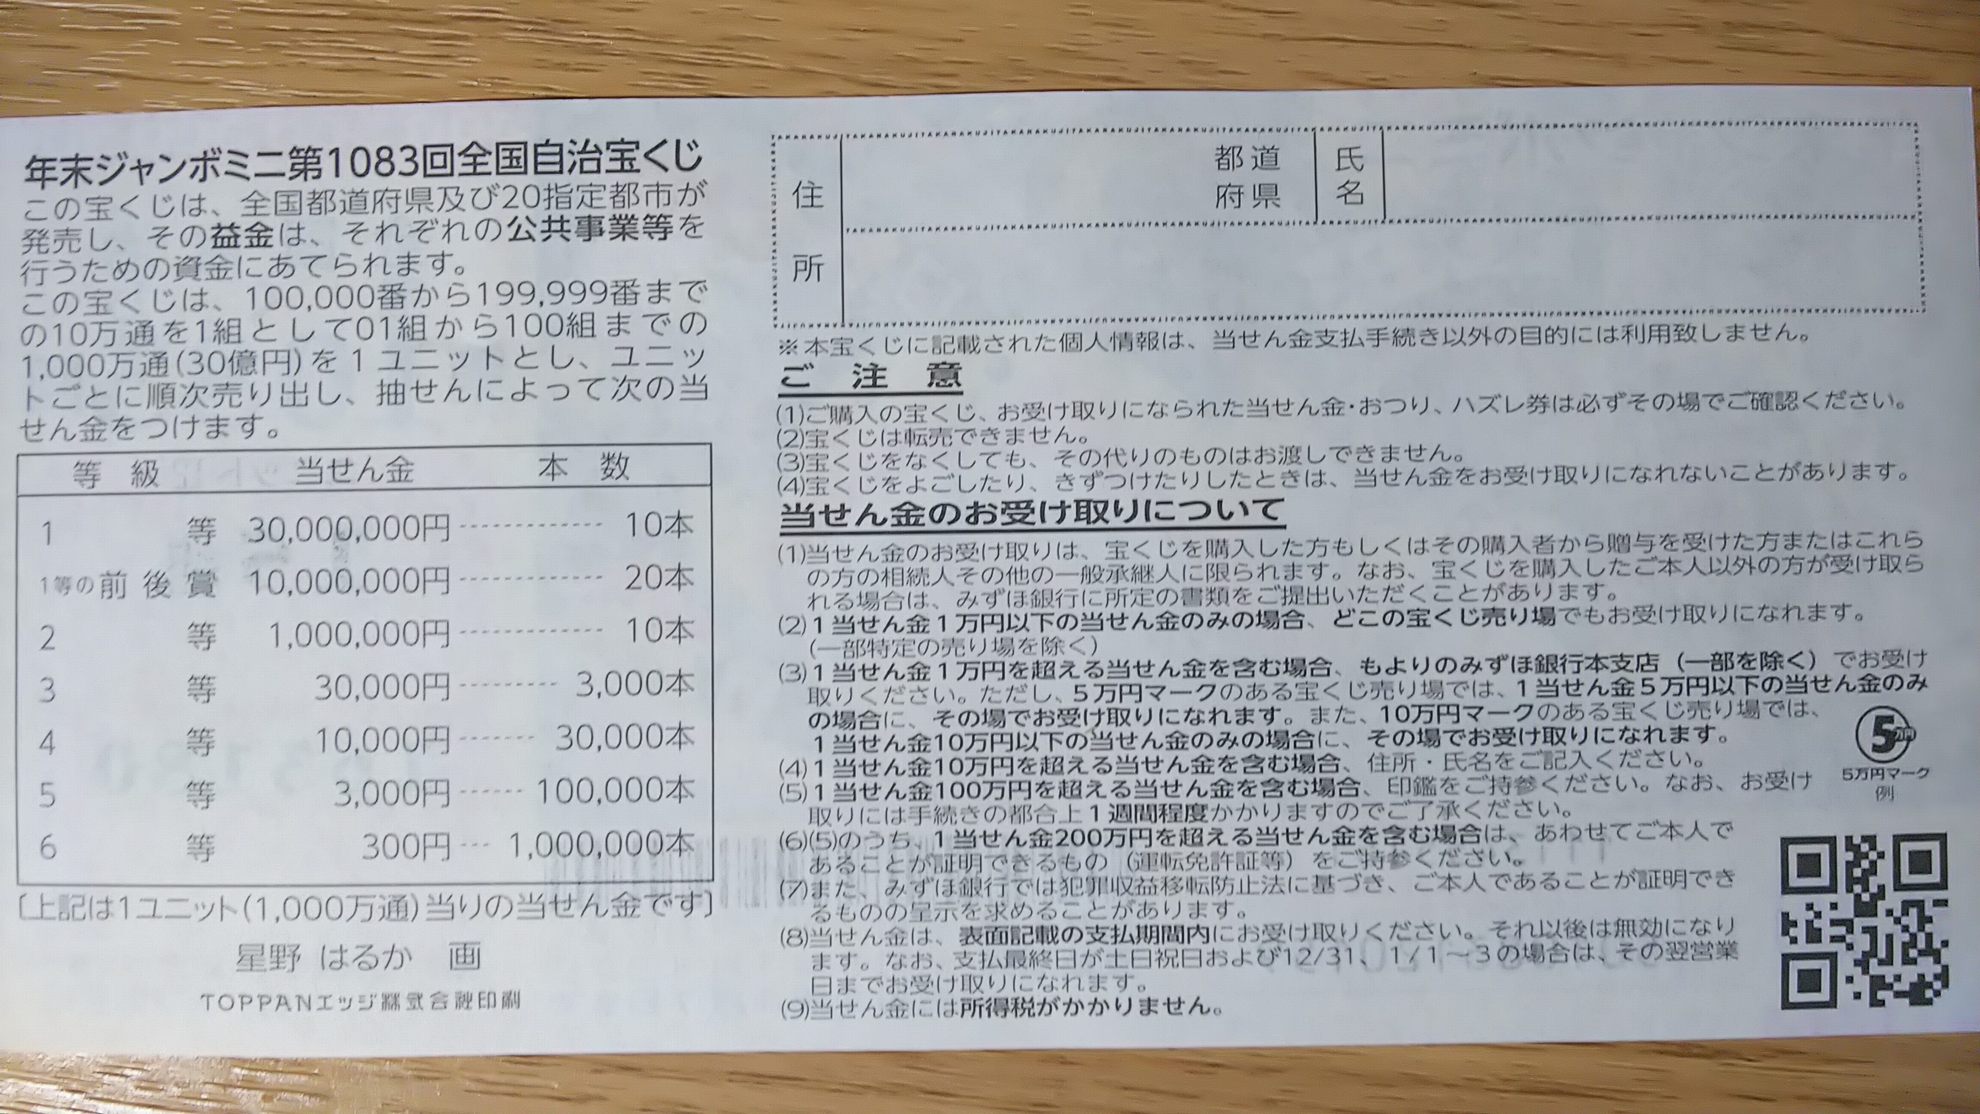 年末ジャンボミニ第1083回全国自治宝くじ
この宝くじは、全国都道府県及び20指定都市が
発売し、その益金は、それぞれの公共事業等を
行うための資金にあてられます。
この宝くじは、100,000番から199,999番まで
の10万通を1組として01組から100組までの
1,000万通(30億円)を1ユニットとし、ユニッ
トごとに順次売り出し、抽せんによって次の当
せん金をつけます。
等級 当せん金 本数
1等 30,000,000円 ………… 10本
1等の前後賞 10,000,000円 ………… 20本
2等 1,000,000円 ………… 10本
3等 30,000円 ……… 3,000本
4等 10,000円 …… 30,000本
5等 3,000円 …… 100,000本
6等 300円 … 1,000,000本
〔上記は1ユニット(1,000万通)当りの当せん金です〕
星野 はるか 画
TOPPANエッジ株式会社印刷
住所
都道
府県
氏名
※本宝くじに記載された個人情報は、当せん金支払手続き以外の目的には利用致しません。
ご注意
(1)ご購入の宝くじ、お受け取りになられた当せん金・おつり、ハズレ券は必ずその場でご確認ください。
(2)宝くじは転売できません。
(3)宝くじをなくしても、その代りのものはお渡しできません。
(4)宝くじをよごしたり、きずつけたりしたときは、当せん金をお受け取りになれないことがあります。
当せん金のお受け取りについて
(1)当せん金のお受け取りは、宝くじを購入した方もしくはその購入者から贈与を受けた方またはこれら
の方の相続人その他の一般承継人に限られます。なお、宝くじを購入したご本人以外の方が受け取ら
れる場合は、みずほ銀行に所定の書類をご提出いただくことがあります。
(2)1当せん金1万円以下の当せん金のみの場合、どこの宝くじ売り場でもお受け取りになれます。
(一部特定の売り場を除く)
(3)1当せん金1万円を超える当せん金を含む場合、もよりのみずほ銀行本支店(一部を除く)でお受け
取りください。ただし、5万円マークのある宝くじ売り場では、1当せん金5万円以下の当せん金のみ
の場合に、その場でお受け取りになれます。また、10万円マークのある宝くじ売り場では、
1当せん金10万円以下の当せん金のみの場合に、その場でお受け取りになれます。
(4)1当せん金10万円を超える当せん金を含む場合、住所・氏名をご記入ください。
(5)1当せん金100万円を超える当せん金を含む場合、印鑑をご持参ください。なお、お受け
取りには手続きの都合上1週間程度かかりますのでご了承ください。
(6)(5)のうち、1当せん金200万円を超える当せん金を含む場合は、あわせてご本人で
あることが証明できるもの(運転免許証等)をご持参ください。
(7)また、みずほ銀行では犯罪収益移転防止法に基づき、ご本人であることが証明でき
るものの呈示を求めることがあります。
(8)当せん金は、表面記載の支払期間内にお受け取りください。それ以後は無効になり
ます。なお、支払最終日が土日祝日および12/31、1/1～3の場合は、その翌営業
日までお受け取りになれます。
(9)当せん金には所得税がかかりません。
5万円
5万円マーク
例